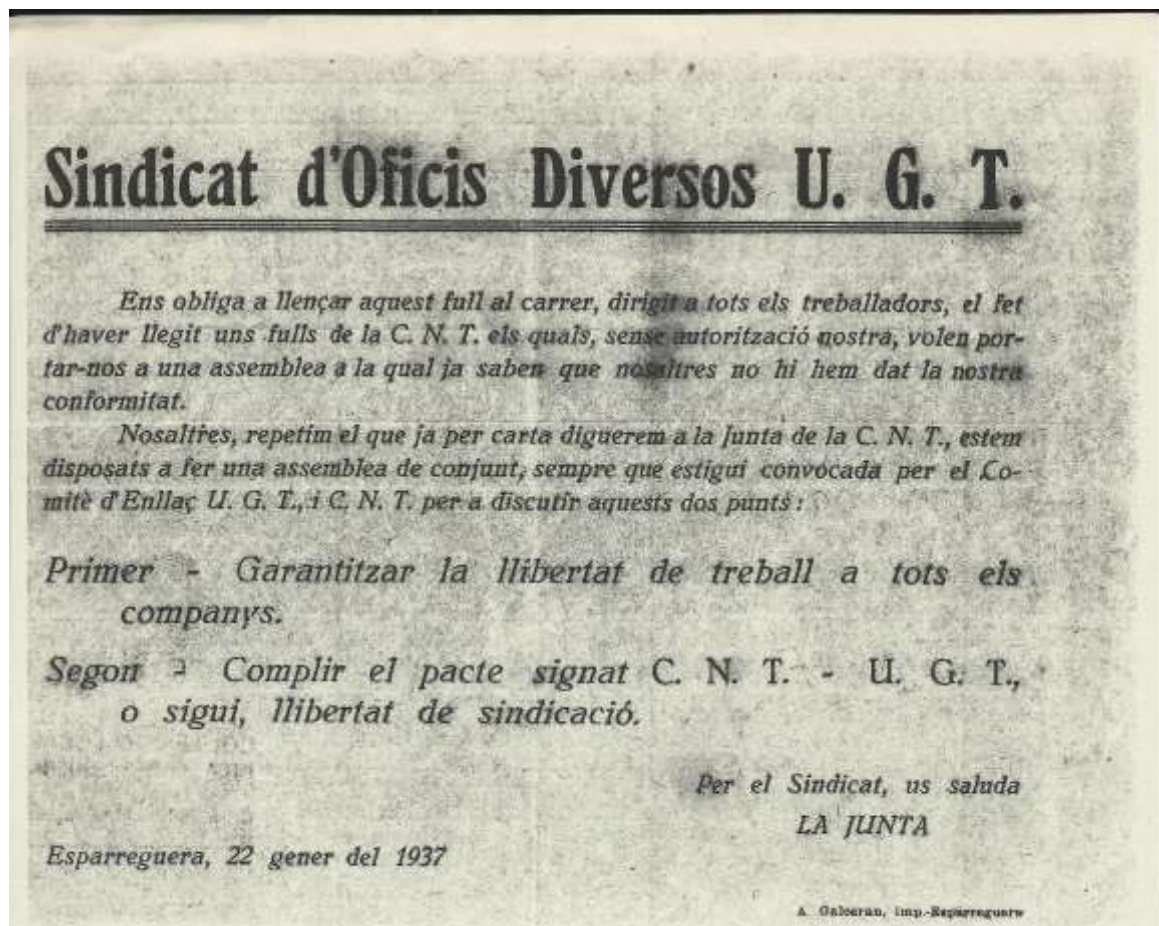 Sindicat d'Oficis Diversos U. G. T.
Ens obliga a llençar aquest full al carrer, dirigit a tots els treballadors, el fet
d'haver llegit uns fulls de la C. N. T. els quals, sense autorització nostra, volen por-
tar-nos a una assemblea a la qual ja saben que nosaltres no hi hem dat la nostra
conformitat.
Nosaltres, repetim el que ja per carta diguerem a la Junta de la C. N. T., estem
disposats a fer una assemblea de conjunt, sempre que estigui convocada per el Co-
mitè d'Enllaç U. G. T., i C. N. T. per a discutir aquests dos punts:
Primer - Garantitzar la llibertat de treball a tots els
companys.
Segon - Complir el pacte signat C. N. T. - U. G. T.,
o sigui, llibertat de sindicació.
Per el Sindicat, us saluda
LA JUNTA
Esparreguera, 22 gener del 1937
A. Galceran, Imp.-Esparreguera